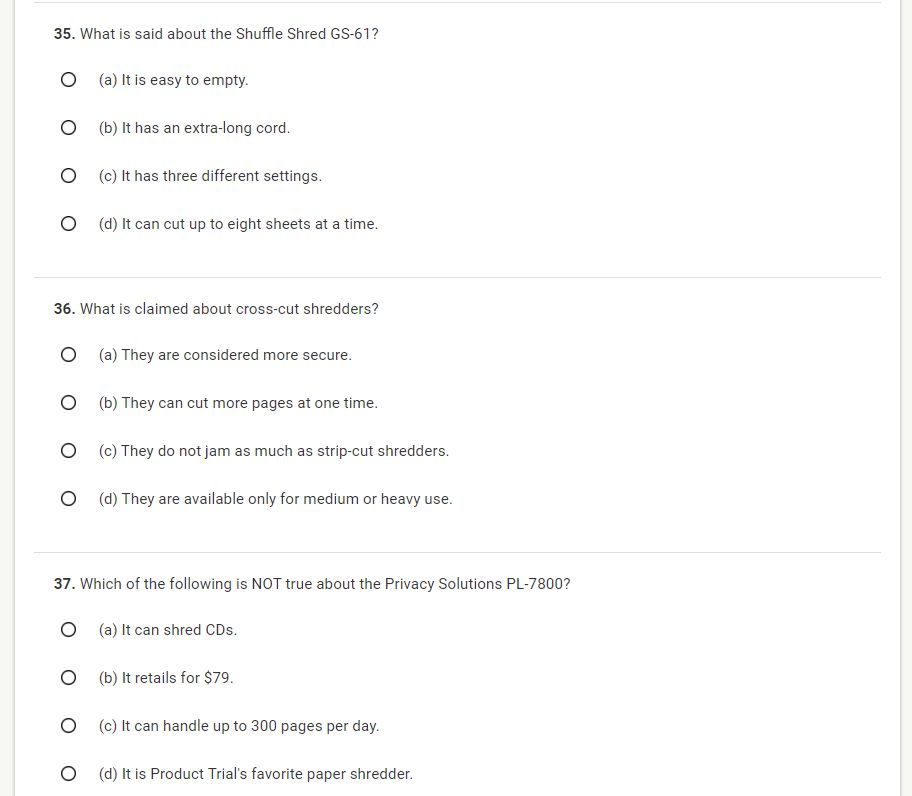 35. What is said about the Shuffle Shred GS-61?
(a) It is easy to empty.
(b) It has an extra-long cord.
(c) It has three different settings.
(d) It can cut up to eight sheets at a time.
36. What is claimed about cross-cut shredders?
(a) They are considered more secure.
(b) They can cut more pages at one time.
(c) They do not jam as much as strip-cut shredders.
(d) They are available only for medium or heavy use.
37. Which of the following is NOT true about the Privacy Solutions PL-7800?
(a) It can shred CDs.
(b) It retails for $79.
(c) It can handle up to 300 pages per day.
(d) It is Product Trial's favorite paper shredder.